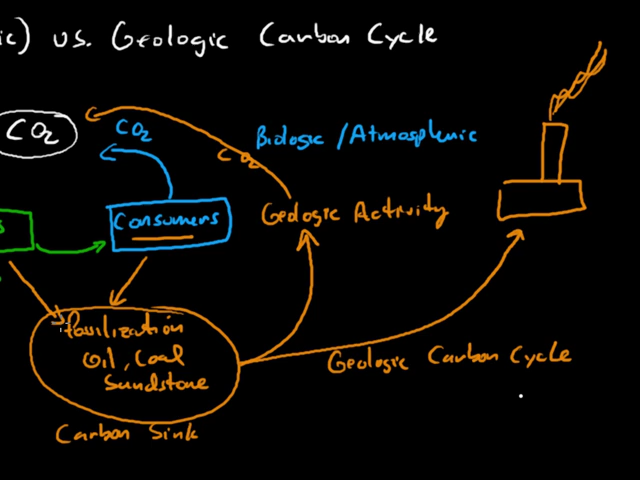 ic) vs. Geologic Carbon Cycle
CO2
CO2
CO2
Biologic / Atmospheric
s
Consumers
Geologic Activity
Fossilization
Oil, Coal
Sundstone
Geologic Carbon Cycle
Carbon Sink